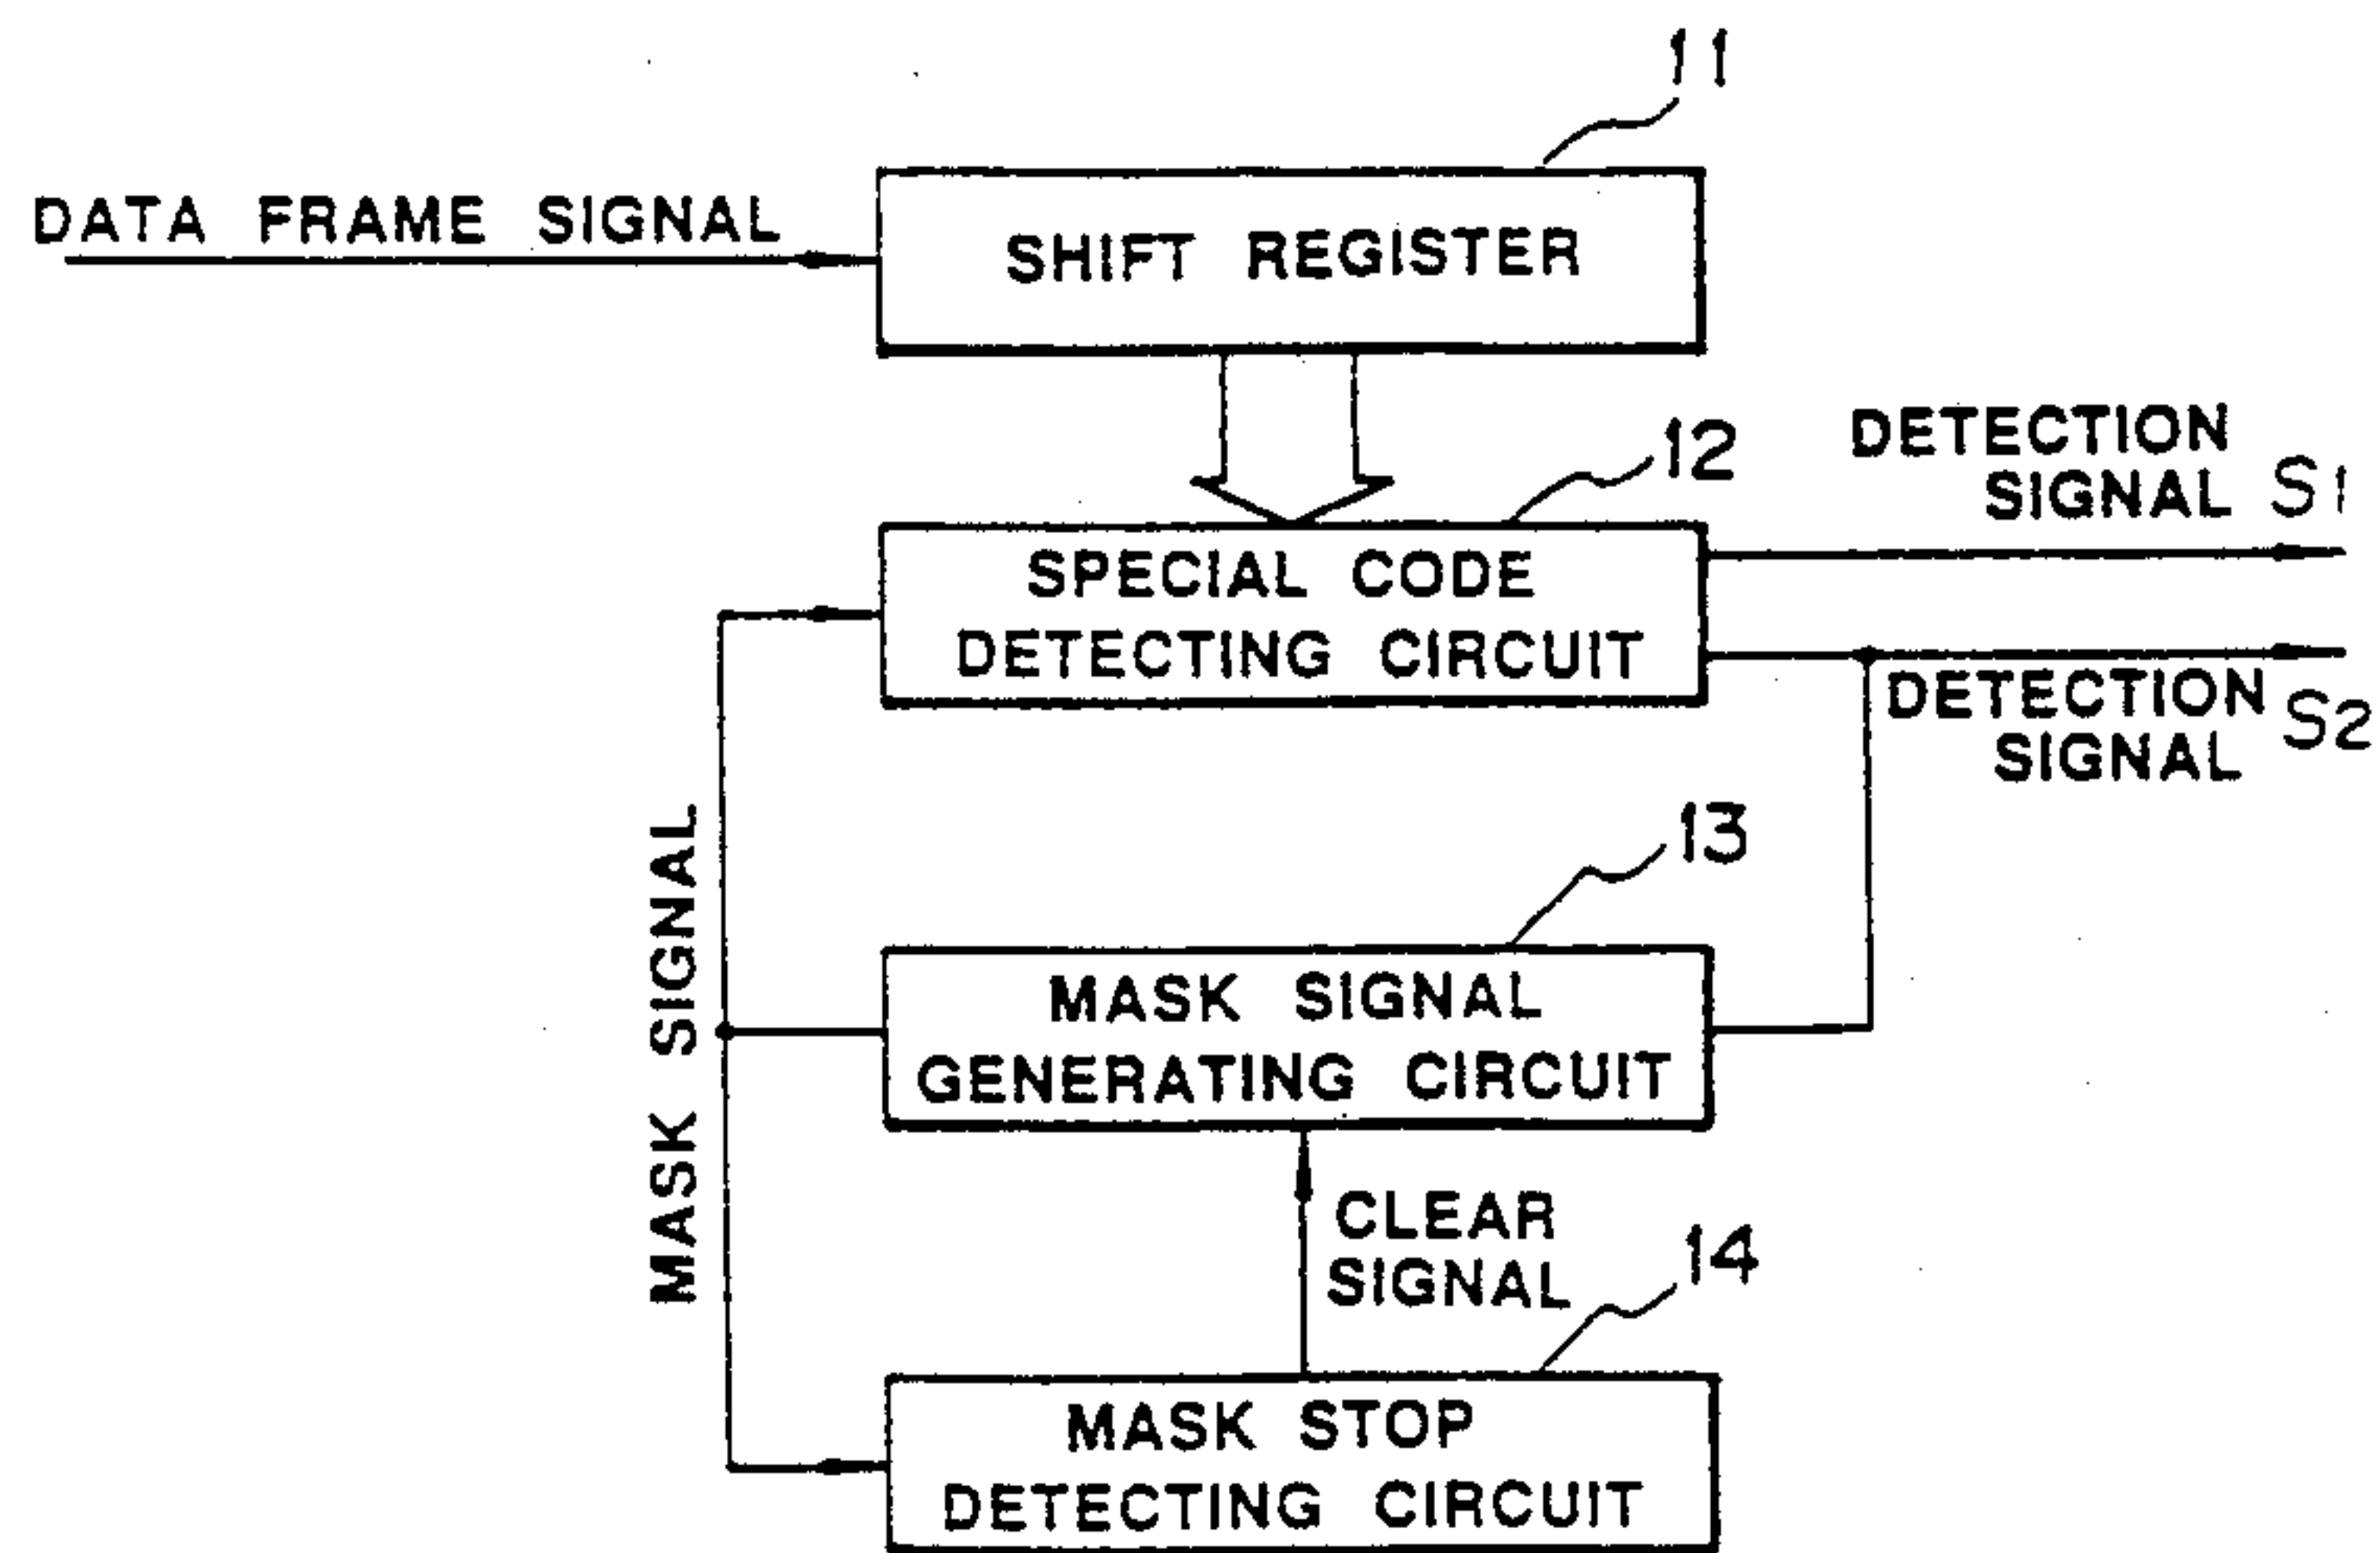 11
DATA FRAME SIGNAL
SHIFT REGISTER
12
DETECTION
SIGNAL S1
SPECIAL CODE
DETECTING CIRCUIT
DETECTION
SIGNAL S2
13
MASK SIGNAL
MASK SIGNAL
GENERATING CIRCUIT
CLEAR
SIGNAL
14
MASK STOP
DETECTING CIRCUIT